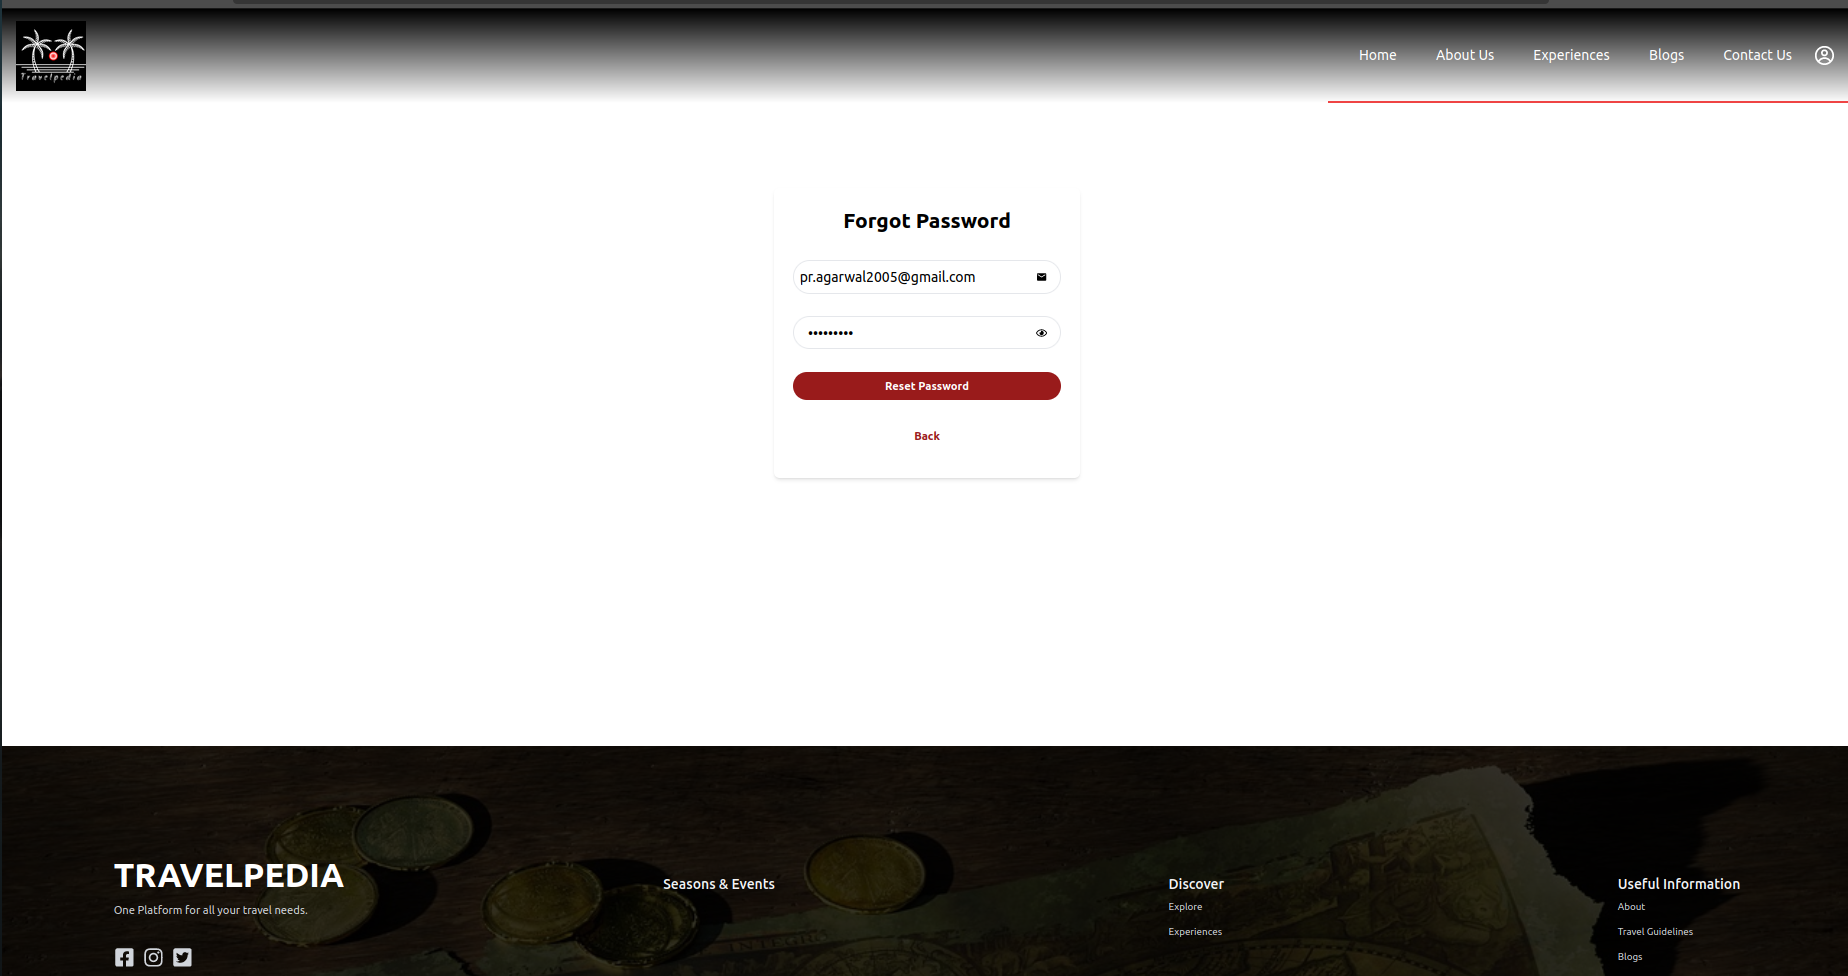 Travelpedia
Home About Us Experiences Blogs Contact Us
Forgot Password
pr.agarwal2005@gmail.com
•••••••••
Reset Password
Back
TRAVELPEDIA
One Platform for all your travel needs.
Seasons & Events
Discover
Explore
Experiences
Useful Information
About
Travel Guidelines
Blogs